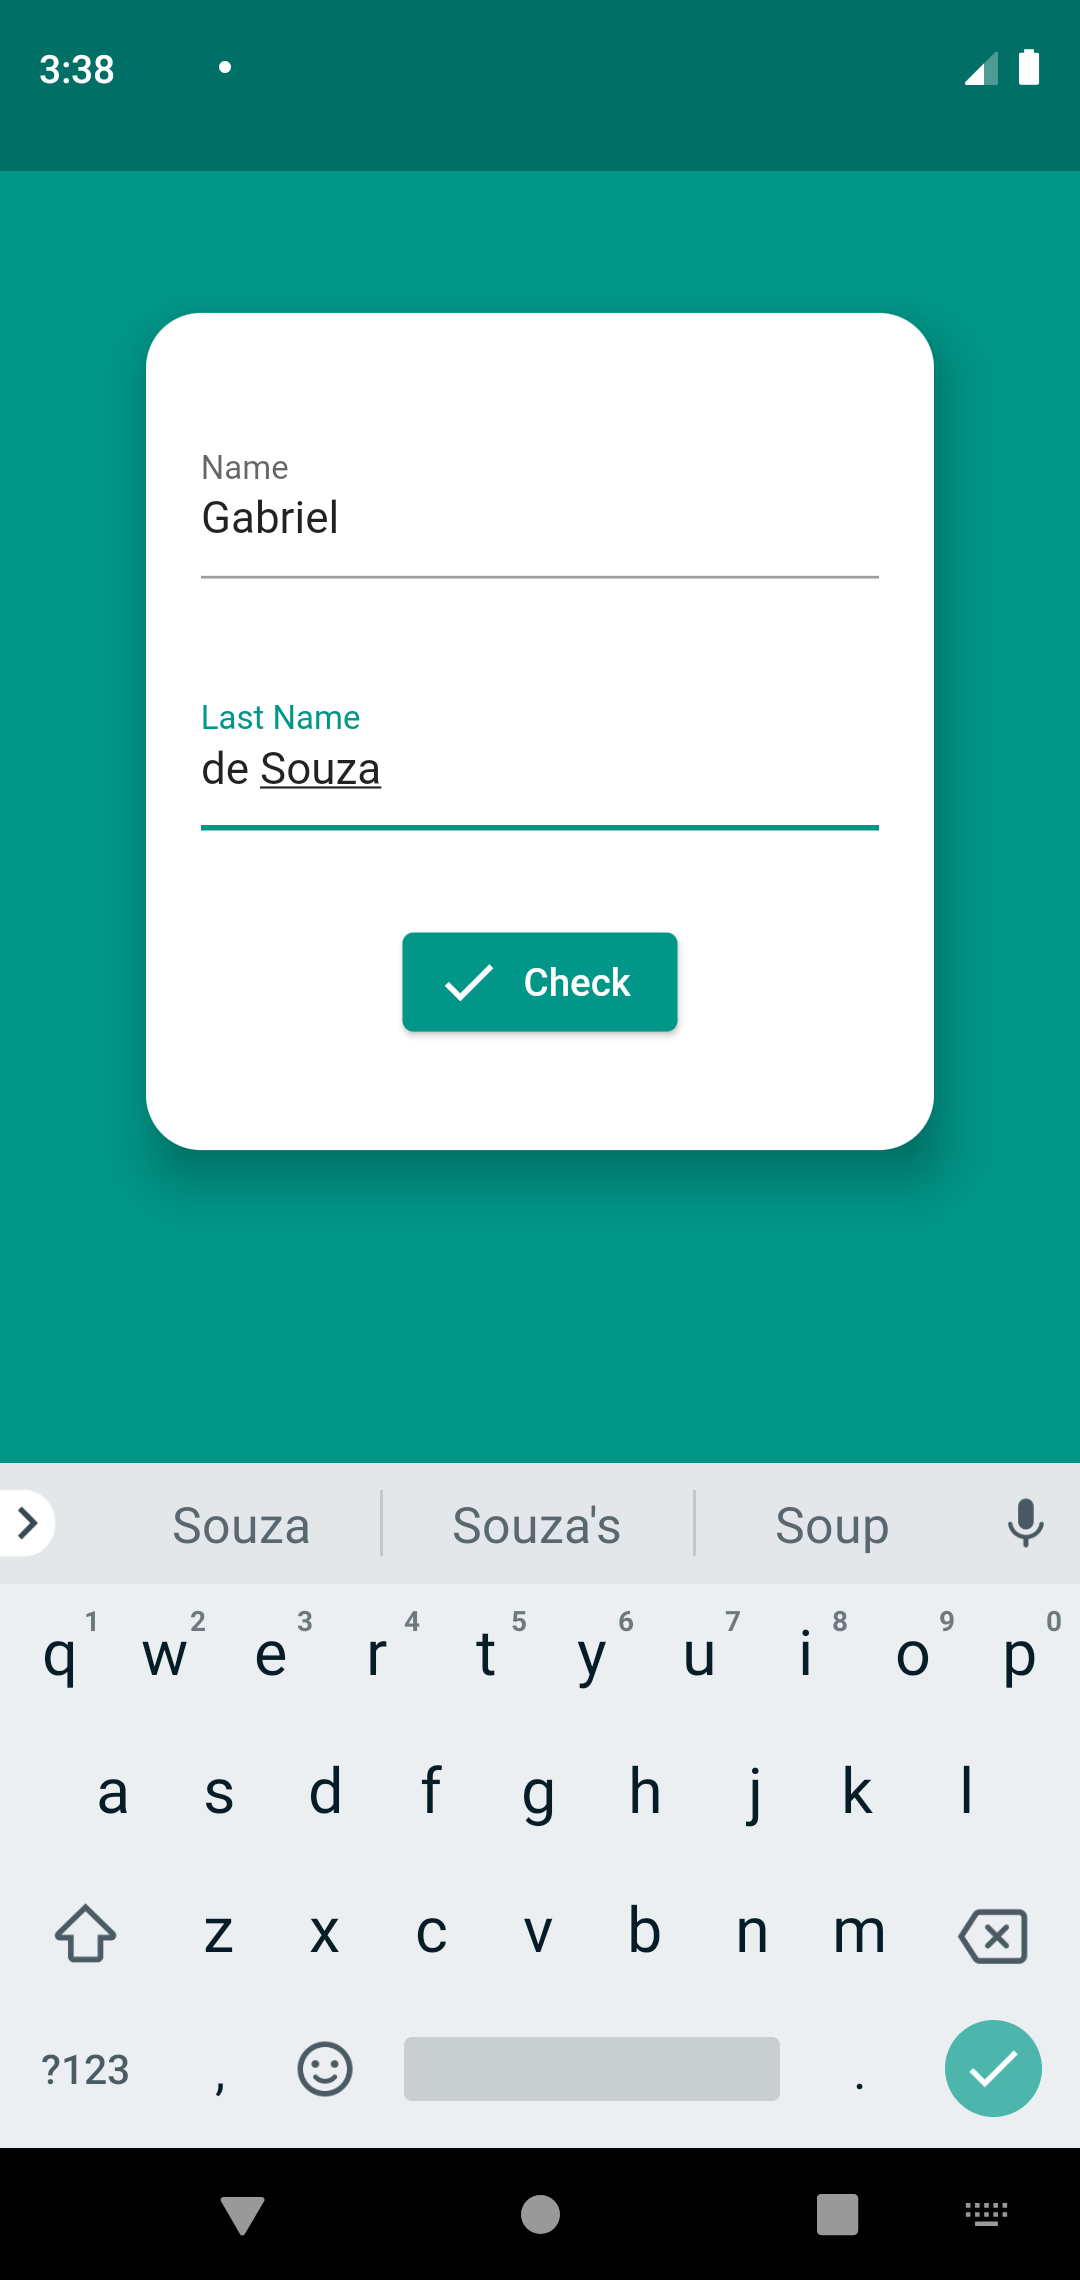 3:38
Name
Gabriel
Last Name
de Souza
Check
Souza Souza's Soup
1 2 3 4 5 6 7 8 9 0
q w e r t y u i o p
a s d f g h j k l
z x c v b n m
?123 , .